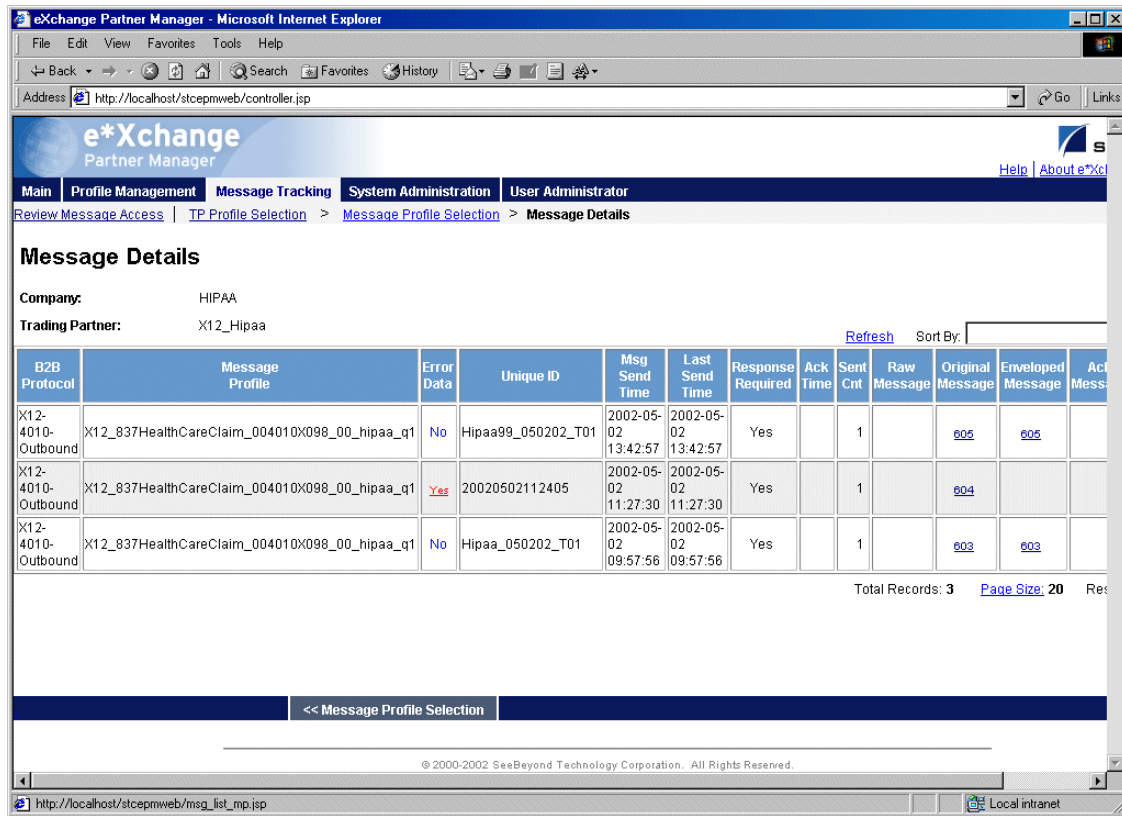 eXchange Partner Manager - Microsoft Internet Explorer
File Edit View Favorites Tools Help
Back Search Favorites History
Address http://localhost/stcepmweb/controller.jsp Go Links
e*Xchange
Partner Manager
S
Help | About e*Xcl
Main Profile Management Message Tracking System Administration User Administrator
Review Message Access | TP Profile Selection > Message Profile Selection > Message Details
Message Details
Company: HIPAA
Trading Partner: X12_Hipaa
Refresh Sort By:
B2B Protocol Message Profile Error Data Unique ID Msg Send Time Last Send Time Response Required Ack Time Sent Cnt Raw Message Original Message Enveloped Message
X12-4010-Outbound X12_837HealthCareClaim_004010X098_00_hipaa_q1 No Hipaa99_050202_T01 2002-05-02 13:42:57 2002-05-02 13:42:57 Yes 1 605 605
X12-4010-Outbound X12_837HealthCareClaim_004010X098_00_hipaa_q1 Yes 20020502112405 2002-05-02 11:27:30 2002-05-02 11:27:30 Yes 1 604
X12-4010-Outbound X12_837HealthCareClaim_004010X098_00_hipaa_q1 No Hipaa_050202_T01 2002-05-02 09:57:56 2002-05-02 09:57:56 Yes 1 603 603
Total Records: 3 Page Size: 20 Res
<< Message Profile Selection
© 2000-2002 SeeBeyond Technology Corporation. All Rights Reserved.
http://localhost/stcepmweb/msg_list_mp.jsp Local intranet